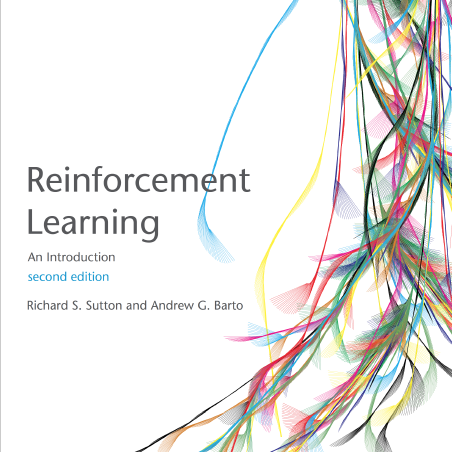 Reinforcement
Learning
An Introduction
second edition
Richard S. Sutton and Andrew G. Barto